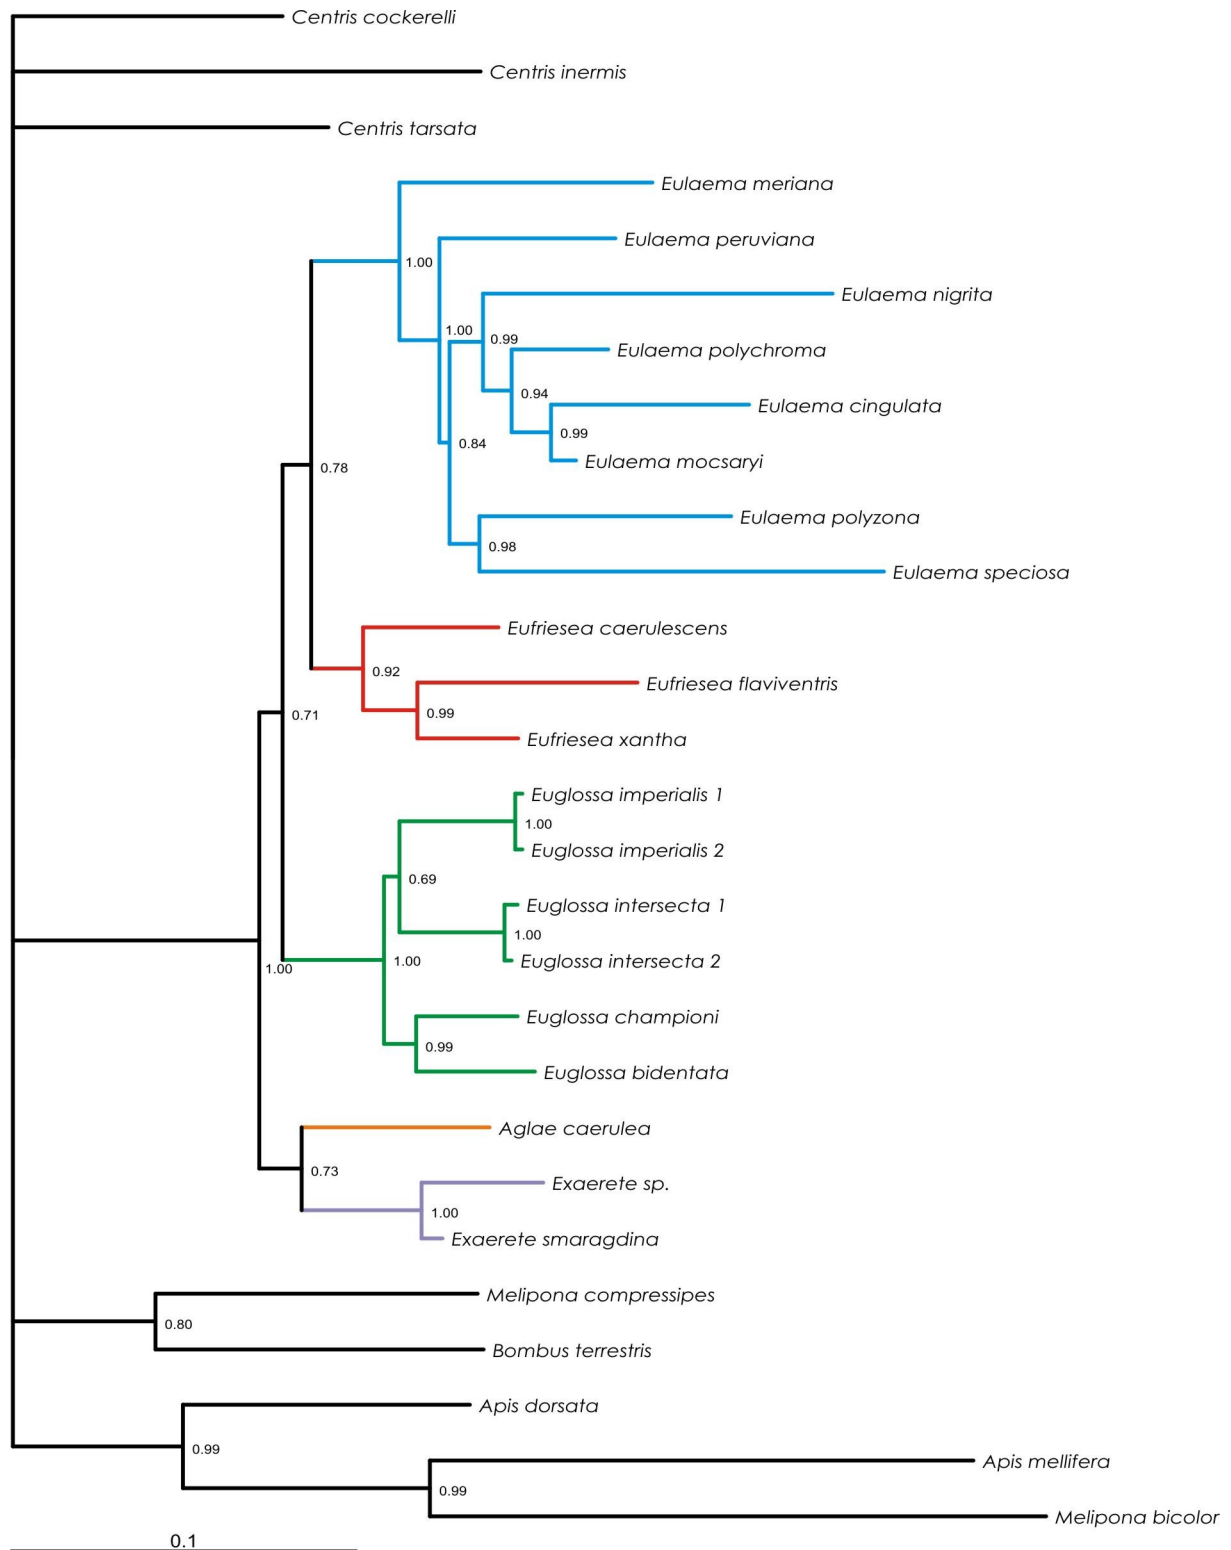 Centris cockerelli
Centris inermis
Centris tarsata
Eulaema meriana
Eulaema peruviana
1.00
Eulaema nigrita
1.00
0.99
Eulaema polychroma
0.94
Eulaema cingulata
0.99
0.84
Eulaema mocsaryi
0.78
Eulaema polyzona
0.98
Eulaema speciosa
Eufriesea caerulescens
0.92
Eufriesea flaviventris
0.99
0.71
Eufriesea xantha
Euglossa imperialis 1
1.00
Euglossa imperialis 2
0.69
Euglossa intersecta 1
1.00
Euglossa intersecta 2
1.00
1.00
Euglossa championi
0.99
Euglossa bidentata
Aglae caerulea
0.73
Exaerete sp.
1.00
Exaerete smaragdina
Melipona compressipes
0.80
Bombus terrestris
Apis dorsata
0.99
Apis mellifera
0.99
Melipona bicolor
0.1